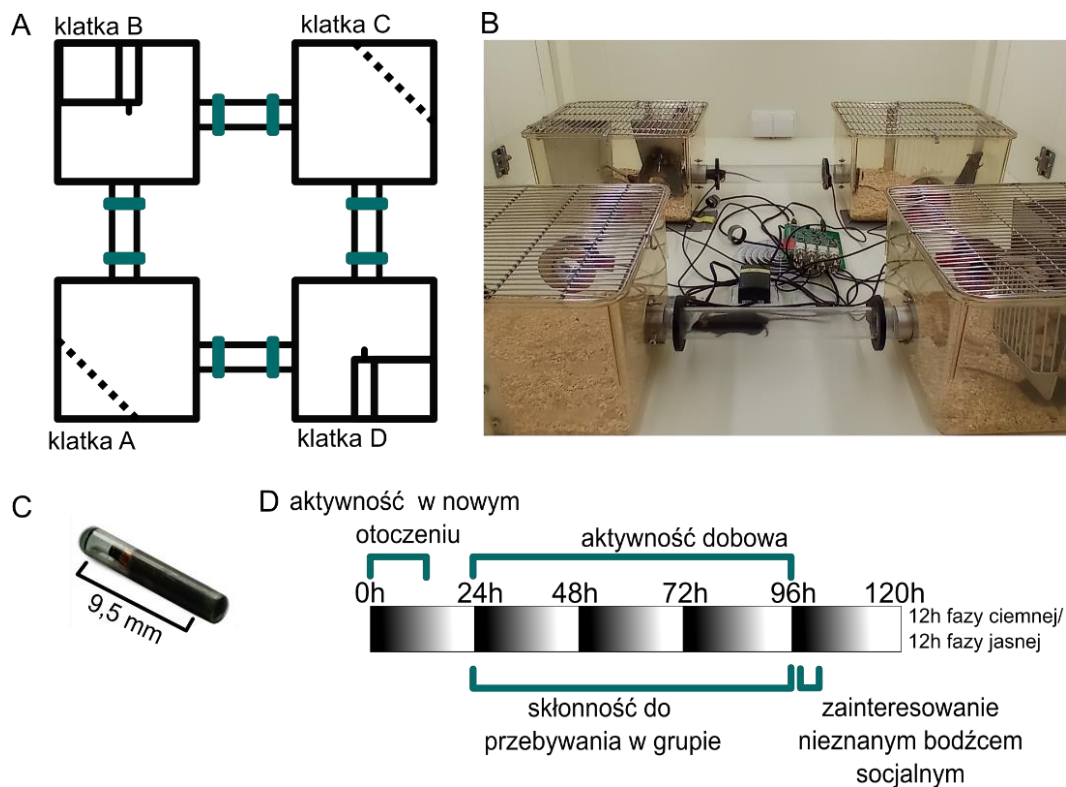 A
klatka B
klatka C
klatka A
klatka D
B
C
9,5 mm
D
aktywność w nowym
otoczeniu
aktywność dobowa
0h 24h 48h 72h 96h 120h
12h fazy ciemnej/
12h fazy jasnej
skłonność do
przebywania w grupie
zainteresowanie
nieznanym bodźcem
socjalnym